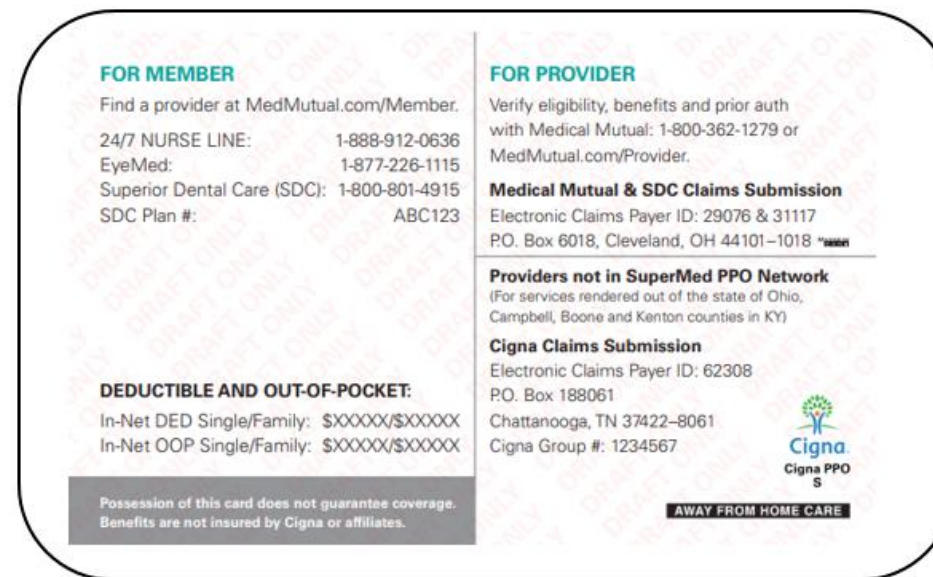 FOR MEMBER
Find a provider at MedMutual.com/Member.
24/7 NURSE LINE: 1-888-912-0636
EyeMed: 1-877-226-1115
Superior Dental Care (SDC): 1-800-801-4915
SDC Plan #: ABC123
DEDUCTIBLE AND OUT-OF-POCKET:
In-Net DED Single/Family: $XXXXX/$XXXXX
In-Net OOP Single/Family: $XXXXX/$XXXXX
Possession of this card does not guarantee coverage.
Benefits are not insured by Cigna or affiliates.
FOR PROVIDER
Verify eligibility, benefits and prior auth
with Medical Mutual: 1-800-362-1279 or
MedMutual.com/Provider.
Medical Mutual & SDC Claims Submission
Electronic Claims Payer ID: 29076 & 31117
P.O. Box 6018, Cleveland, OH 44101–1018
Providers not in SuperMed PPO Network
(For services rendered out of the state of Ohio,
Campbell, Boone and Kenton counties in KY)
Cigna Claims Submission
Electronic Claims Payer ID: 62308
P.O. Box 188061
Chattanooga, TN 37422–8061
Cigna Group #: 1234567
Cigna
Cigna PPO
S
AWAY FROM HOME CARE
DRAFT ONLY